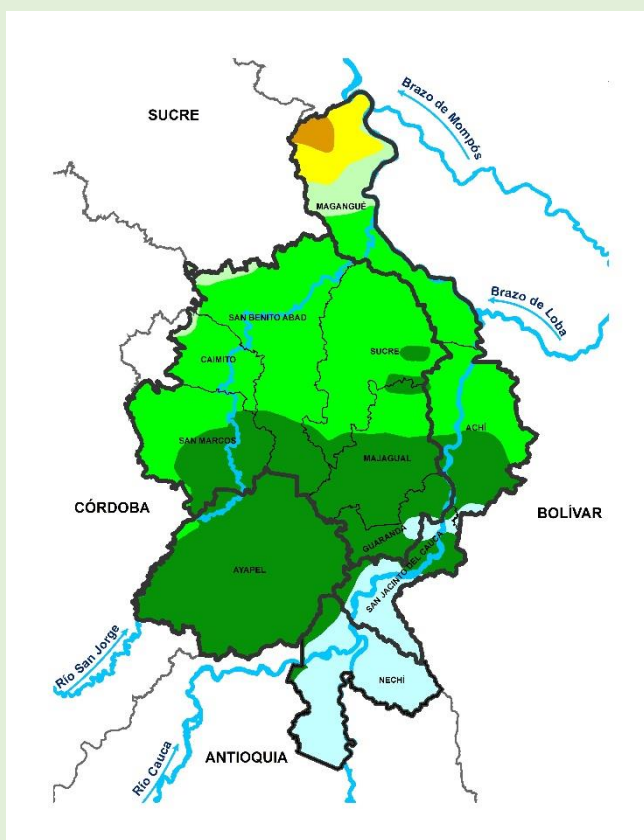 SUCRE
Brazo de Mompós
MAGANGUÉ
Brazo de Loba
SAN BENITO ABAD
CAIMITO
SUCRE
SAN MARCOS
ACHÍ
MAJAGUAL
CÓRDOBA
BOLÍVAR
GUARANDA
AYAPEL
SAN JACINTO DEL CAUCA
Río San Jorge
NECHÍ
ANTIOQUIA
Río Cauca